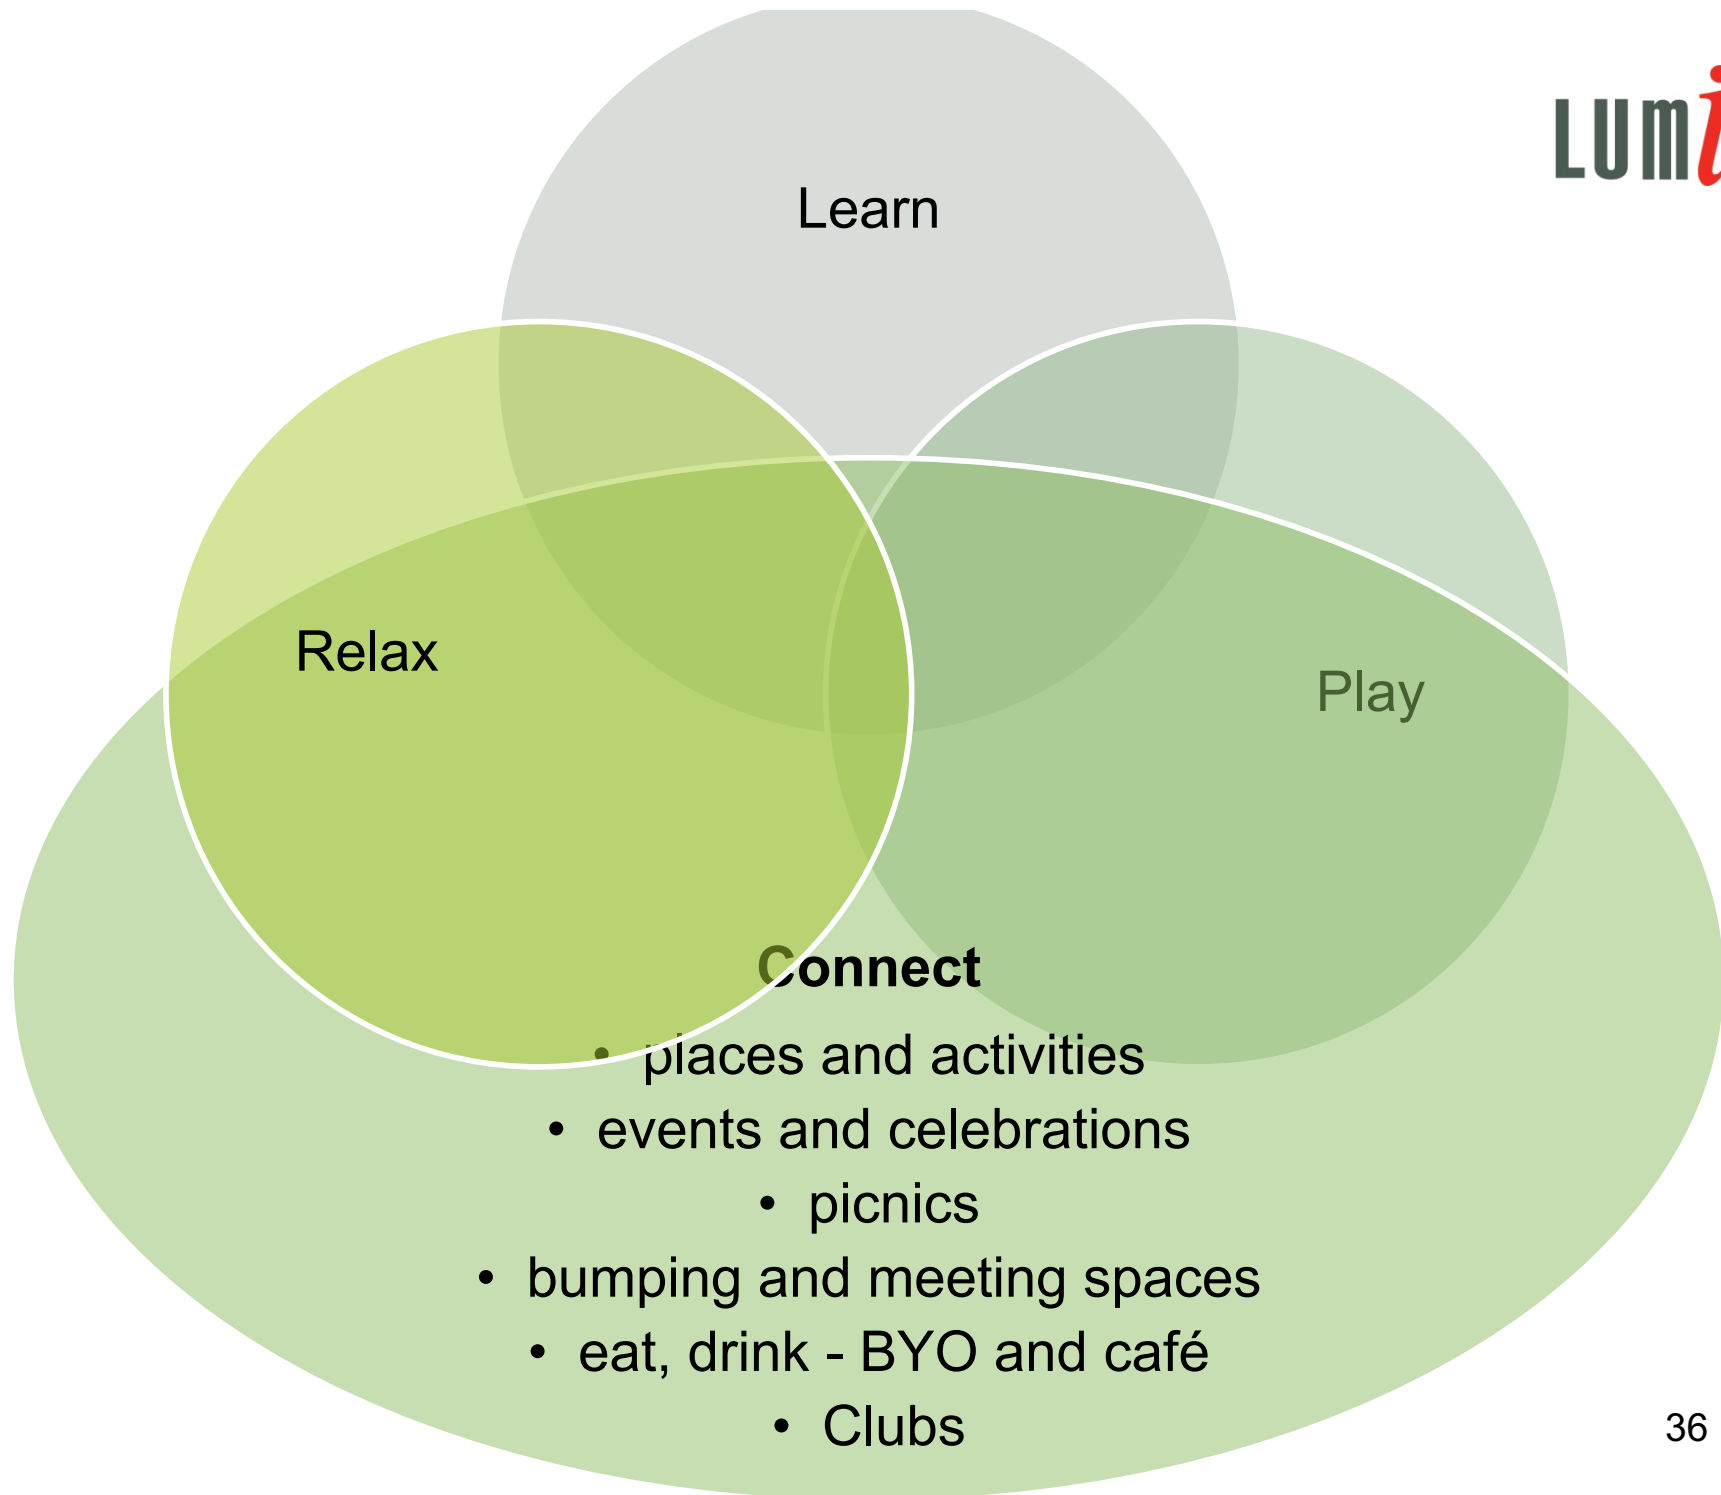 LUMi
Learn
Relax
Play
Connect
• places and activities
• events and celebrations
• picnics
• bumping and meeting spaces
• eat, drink - BYO and café
• Clubs
36